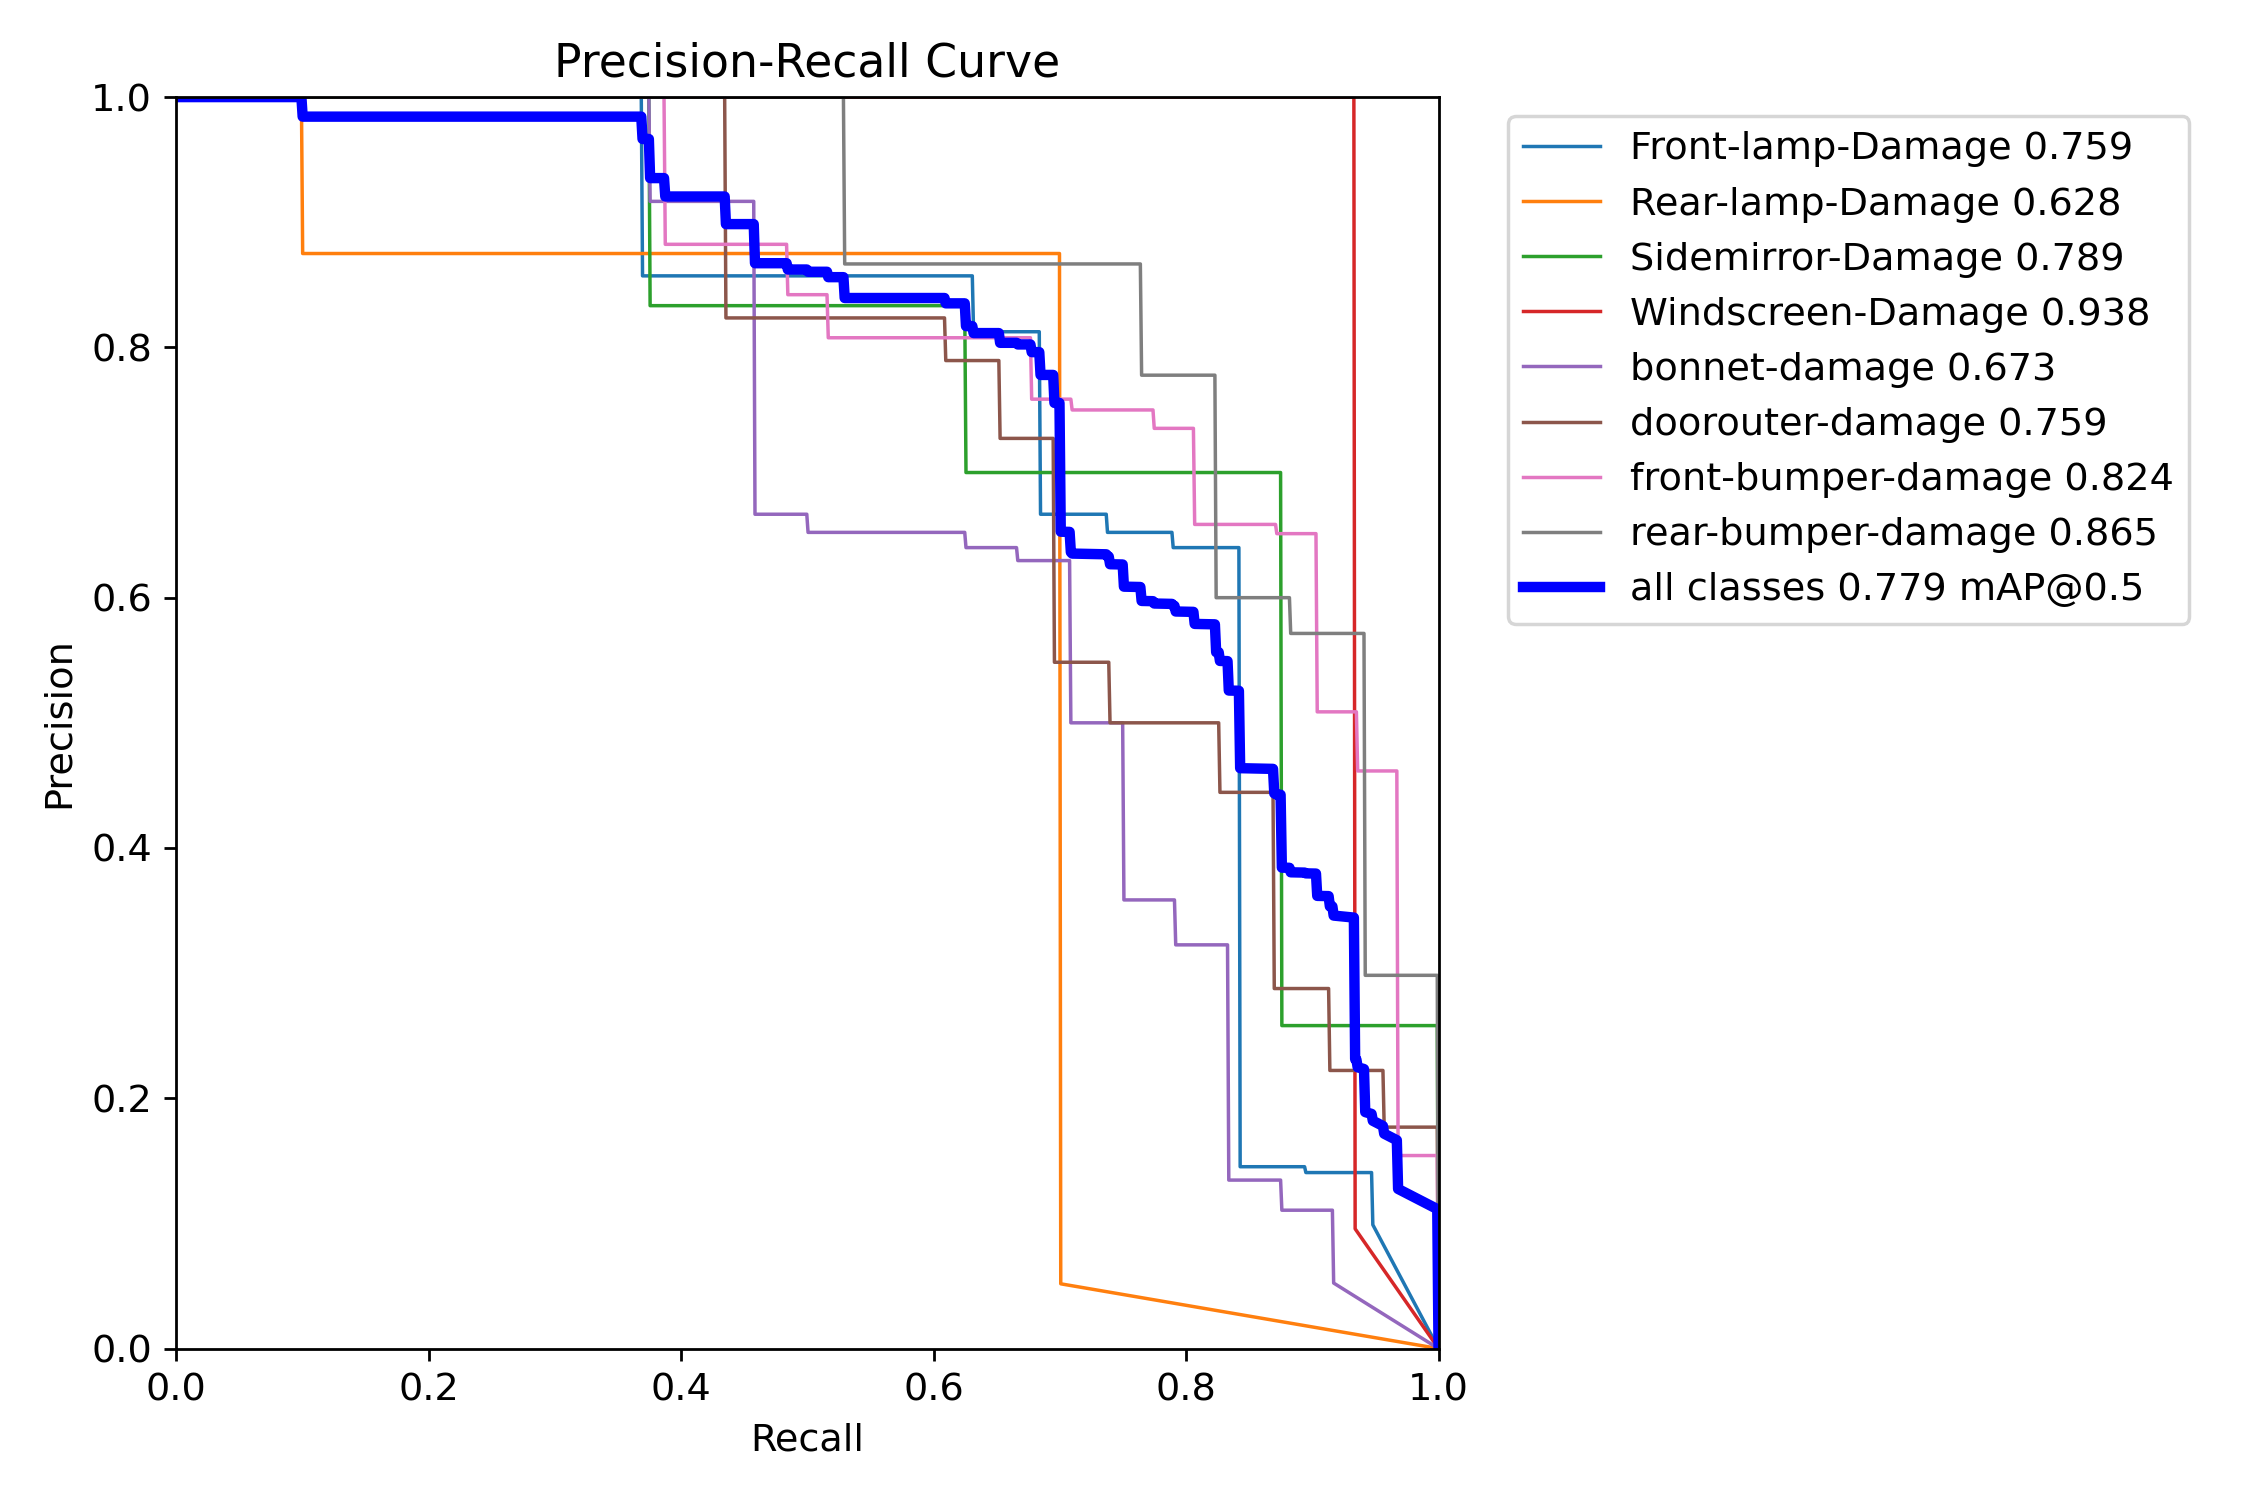 Precision-Recall Curve
1.0
0.8
0.6
0.4
0.2
0.0
Precision
0.0 0.2 0.4 0.6 0.8 1.0
Recall
Front-lamp-Damage 0.759
Rear-lamp-Damage 0.628
Sidemirror-Damage 0.789
Windscreen-Damage 0.938
bonnet-damage 0.673
doorouter-damage 0.759
front-bumper-damage 0.824
rear-bumper-damage 0.865
all classes 0.779 mAP@0.5